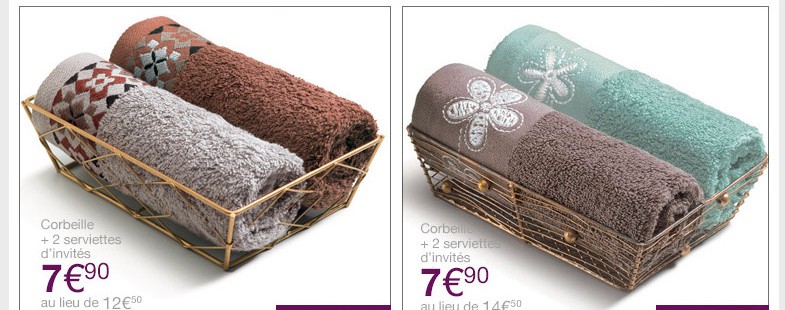 Corbeille
+ 2 serviettes
d'invités
7€90
au lieu de 12€50
Corbeille
+ 2 serviettes
d'invités
7€90
au lieu de 14€50